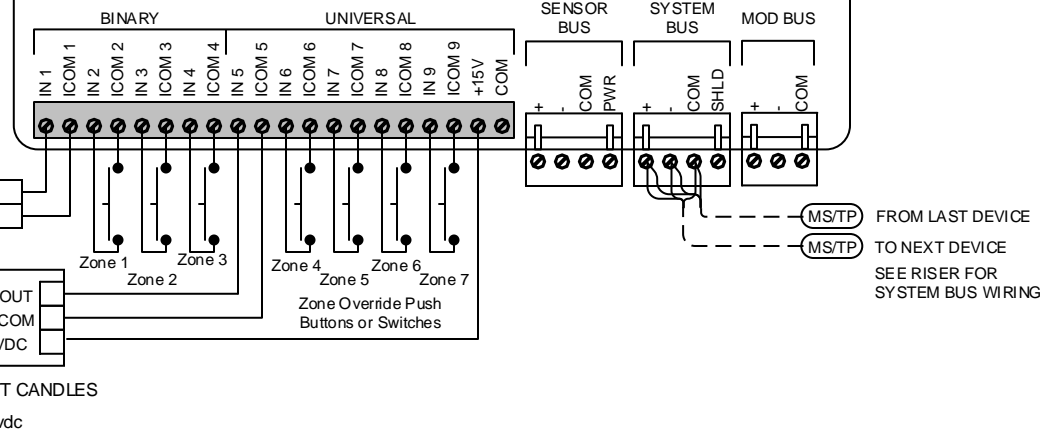 BINARY
UNIVERSAL
SENSOR
BUS
SYSTEM
BUS
MOD BUS
IN 1
ICOM 1
IN 2
ICOM 2
IN 3
ICOM 3
IN 4
ICOM 4
IN 5
ICOM 5
IN 6
ICOM 6
IN 7
ICOM 7
IN 8
ICOM 8
IN 9
ICOM 9
+15V
COM
+
-
COM
PWR
+
-
COM
SHLD
+
-
COM
MS/TP
FROM LAST DEVICE
MS/TP
TO NEXT DEVICE
SEE RISER FOR
SYSTEM BUS WIRING
Zone 1
Zone 2
Zone 3
Zone 4
Zone 5
Zone 6
Zone 7
Zone Override Push
Buttons or Switches
OUT
COM
/DC
T CANDLES
vdc